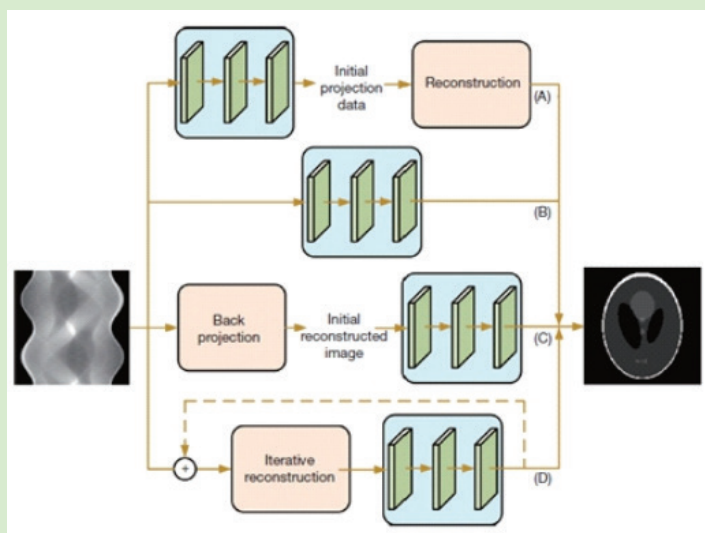 Initial
projection
data
Reconstruction
(A)
(B)
Back
projection
Initial
reconstructed
image
(C)
+
Iterative
reconstruction
(D)